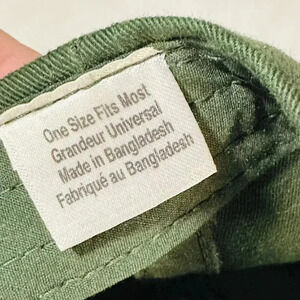 One Size Fits Most
Grandeur Universal
Made in Bangladesh
Fabriqué au Bangladesh